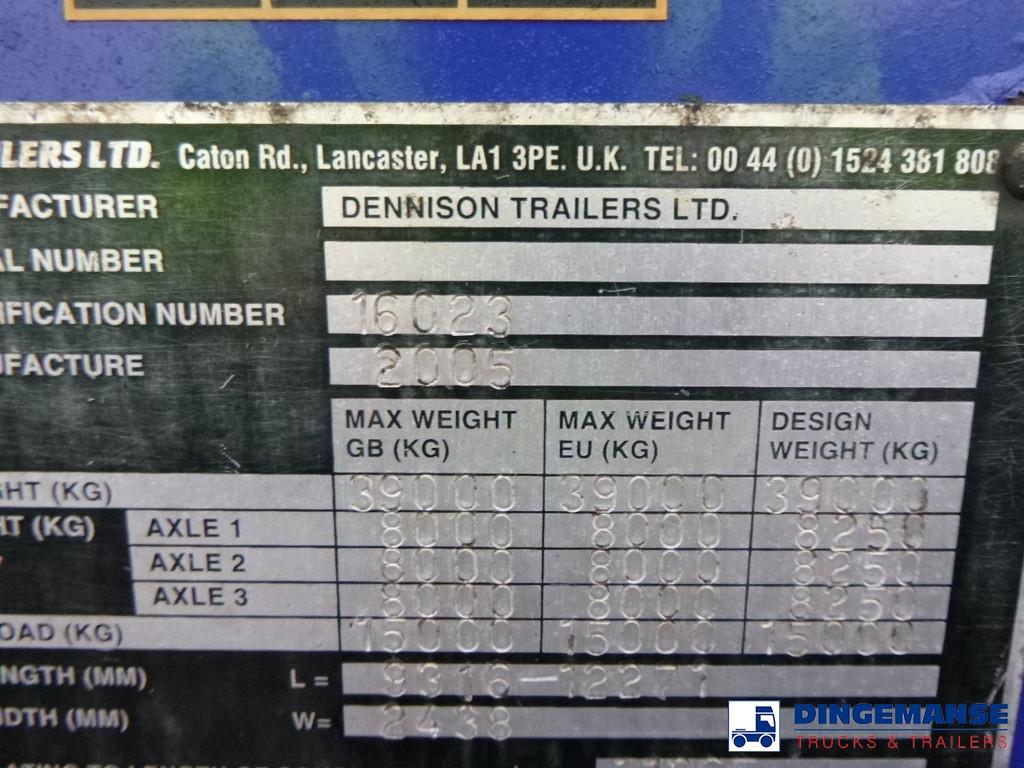 LERS LTD. Caton Rd., Lancaster, LA1 3PE. U.K. TEL: 00 44 (0) 1524 381 808
FACTURER DENNISON TRAILERS LTD.
L NUMBER
IFICATION NUMBER 16023
UFACTURE 2005
MAX WEIGHT GB (KG) MAX WEIGHT EU (KG) DESIGN WEIGHT (KG)
GHT (KG) 39000 39000 39000
HT (KG) AXLE 1 8000 8000 8250
AXLE 2 8000 8000 8250
AXLE 3 8000 8000 8250
OAD (KG) 15000 15000 15000
NGTH (MM) L = 9316-12271
DTH (MM) W= 2438
DINGEMANSE
TRUCKS & TRAILERS